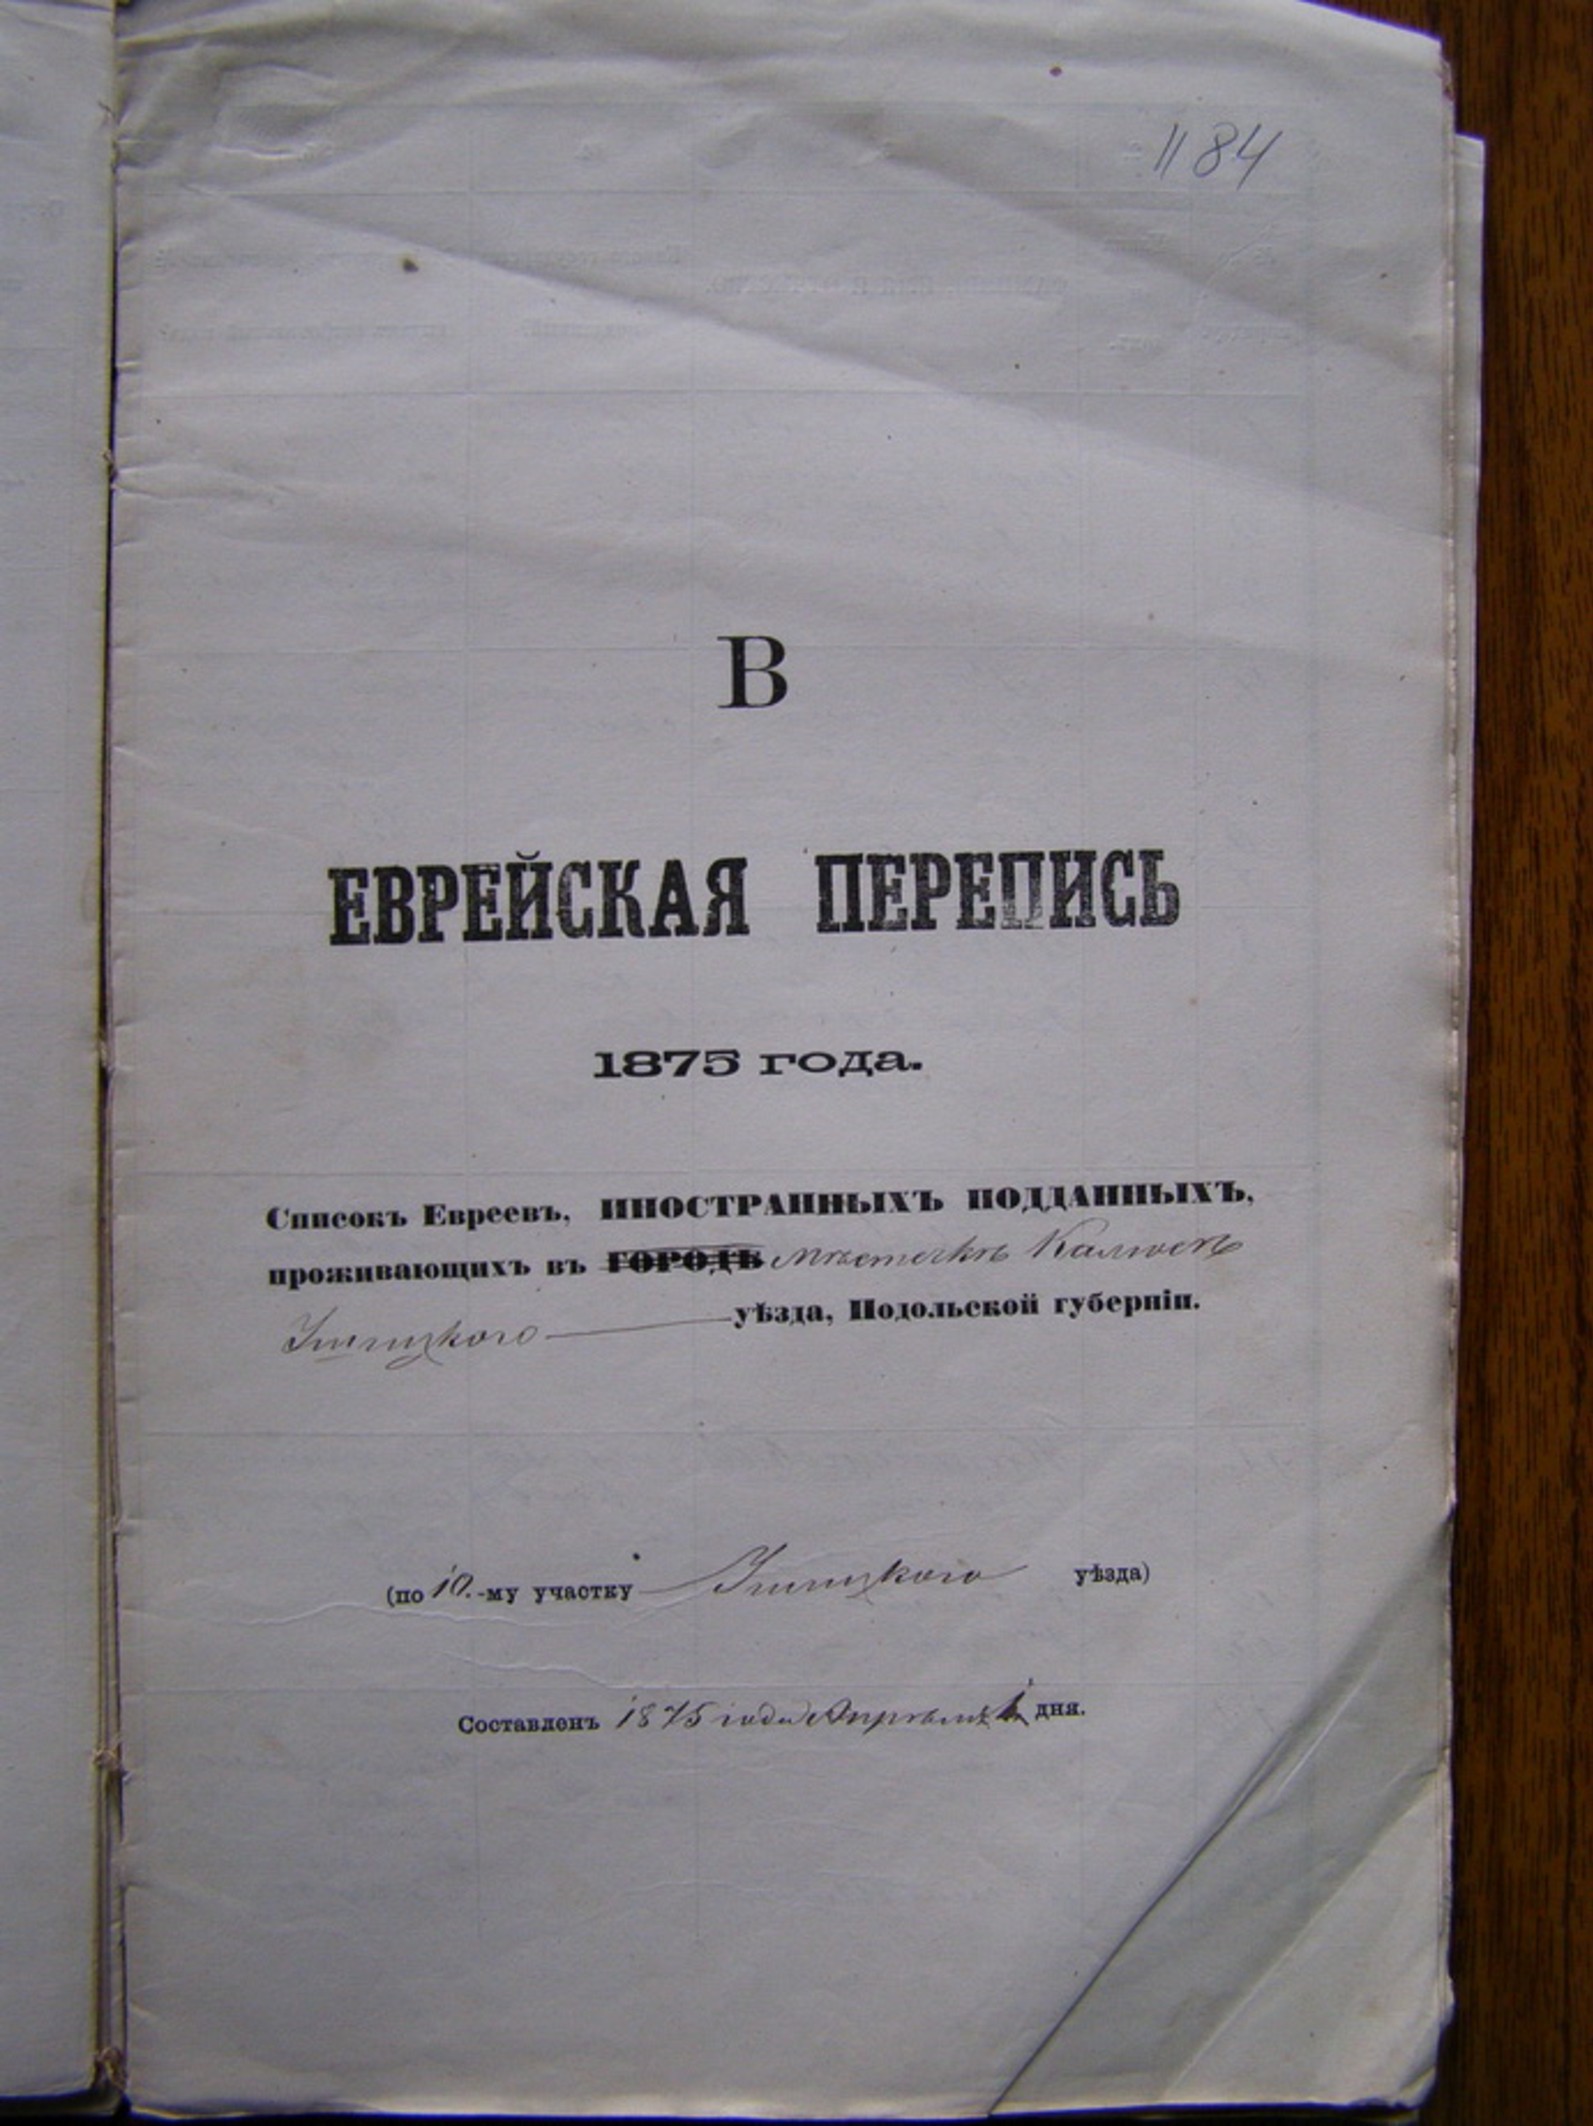 1184
В
ЕВРЕЙСКАЯ ПЕРЕПИСЬ
1875 года.
Списокъ Евреевъ, ИНОСТРАННЫХЪ ПОДДАННЫХЪ,
проживающихъ въ ГОРОДѢ мѣстечкѣ Калюсѣ
Ушицкого уѣзда, Подольской губерніи.
(по 10.-му участку Ушицкого уѣзда)
Составленъ 1875 года Апрѣля 1 дня.